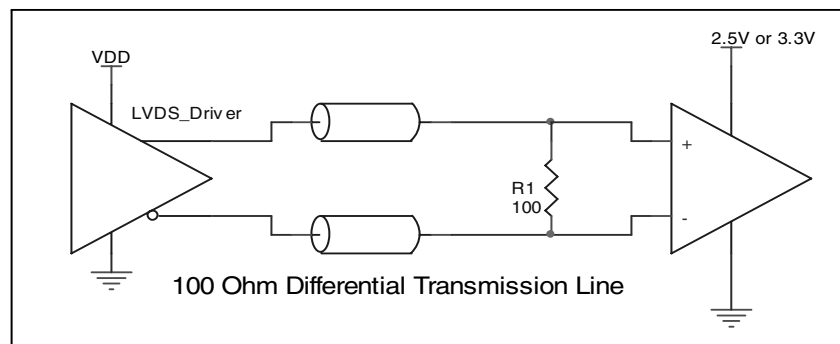 2.5V or 3.3V
VDD
LVDS_Driver
+
R1
100
-
100 Ohm Differential Transmission Line